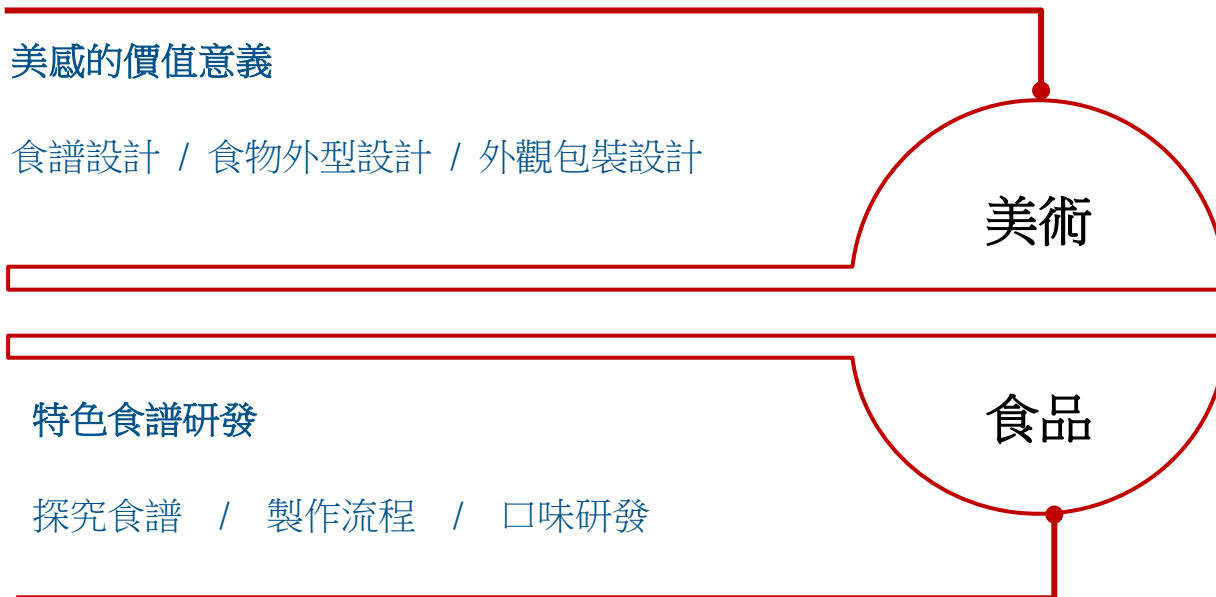 美感的價值意義
食譜設計 / 食物外型設計 / 外觀包裝設計
美術
食品
特色食譜研發
探究食譜 / 製作流程 / 口味研發